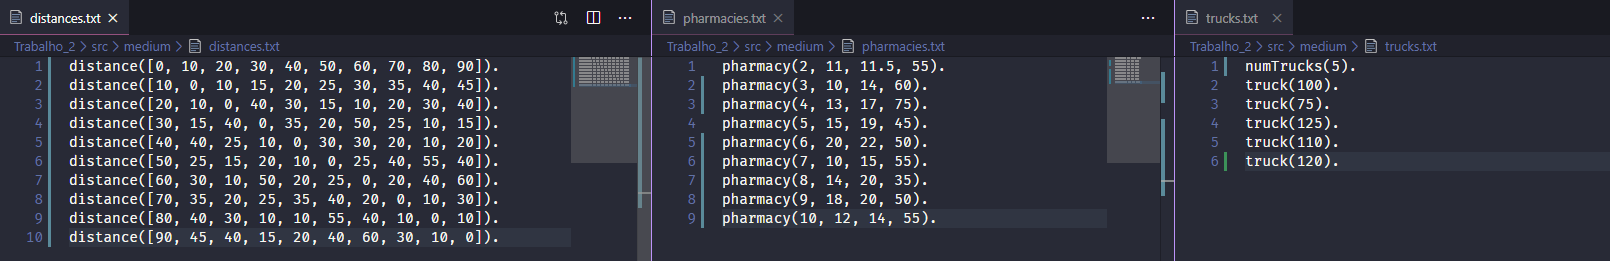 distances.txt
Trabalho_2 > src > medium > distances.txt
1 distance([0, 10, 20, 30, 40, 50, 60, 70, 80, 90]).
2 distance([10, 0, 10, 15, 20, 25, 30, 35, 40, 45]).
3 distance([20, 10, 0, 40, 30, 15, 10, 20, 30, 40]).
4 distance([30, 15, 40, 0, 35, 20, 50, 25, 10, 15]).
5 distance([40, 40, 25, 10, 0, 30, 30, 20, 10, 20]).
6 distance([50, 25, 15, 20, 10, 0, 25, 40, 55, 40]).
7 distance([60, 30, 10, 50, 20, 25, 0, 20, 40, 60]).
8 distance([70, 35, 20, 25, 35, 40, 20, 0, 10, 30]).
9 distance([80, 40, 30, 10, 10, 55, 40, 10, 0, 10]).
10 distance([90, 45, 40, 15, 20, 40, 60, 30, 10, 0]).
pharmacies.txt
Trabalho_2 > src > medium > pharmacies.txt
1 pharmacy(2, 11, 11.5, 55).
2 pharmacy(3, 10, 14, 60).
3 pharmacy(4, 13, 17, 75).
4 pharmacy(5, 15, 19, 45).
5 pharmacy(6, 20, 22, 50).
6 pharmacy(7, 10, 15, 55).
7 pharmacy(8, 14, 20, 35).
8 pharmacy(9, 18, 20, 50).
9 pharmacy(10, 12, 14, 55).
trucks.txt
Trabalho_2 > src > medium > trucks.txt
1 numTrucks(5).
2 truck(100).
3 truck(75).
4 truck(125).
5 truck(110).
6 truck(120).